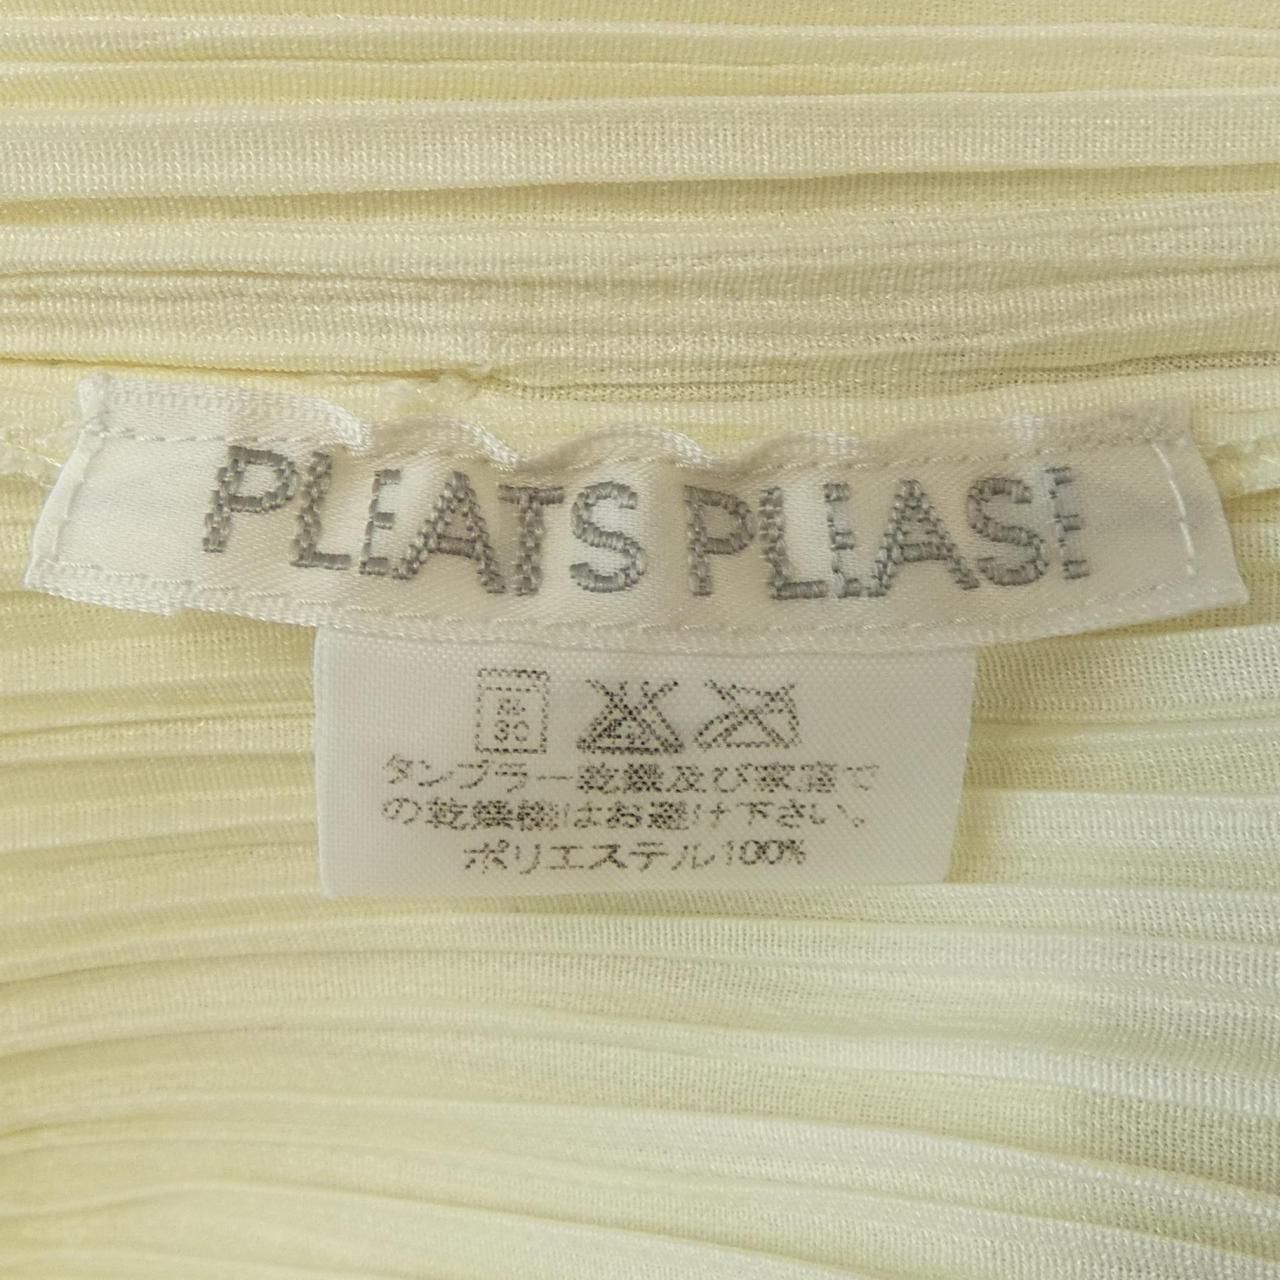 PLEATS PLEASE
30
タンブラー乾燥及び家庭で
の乾燥機はお避け下さい。
ポリエステル100%